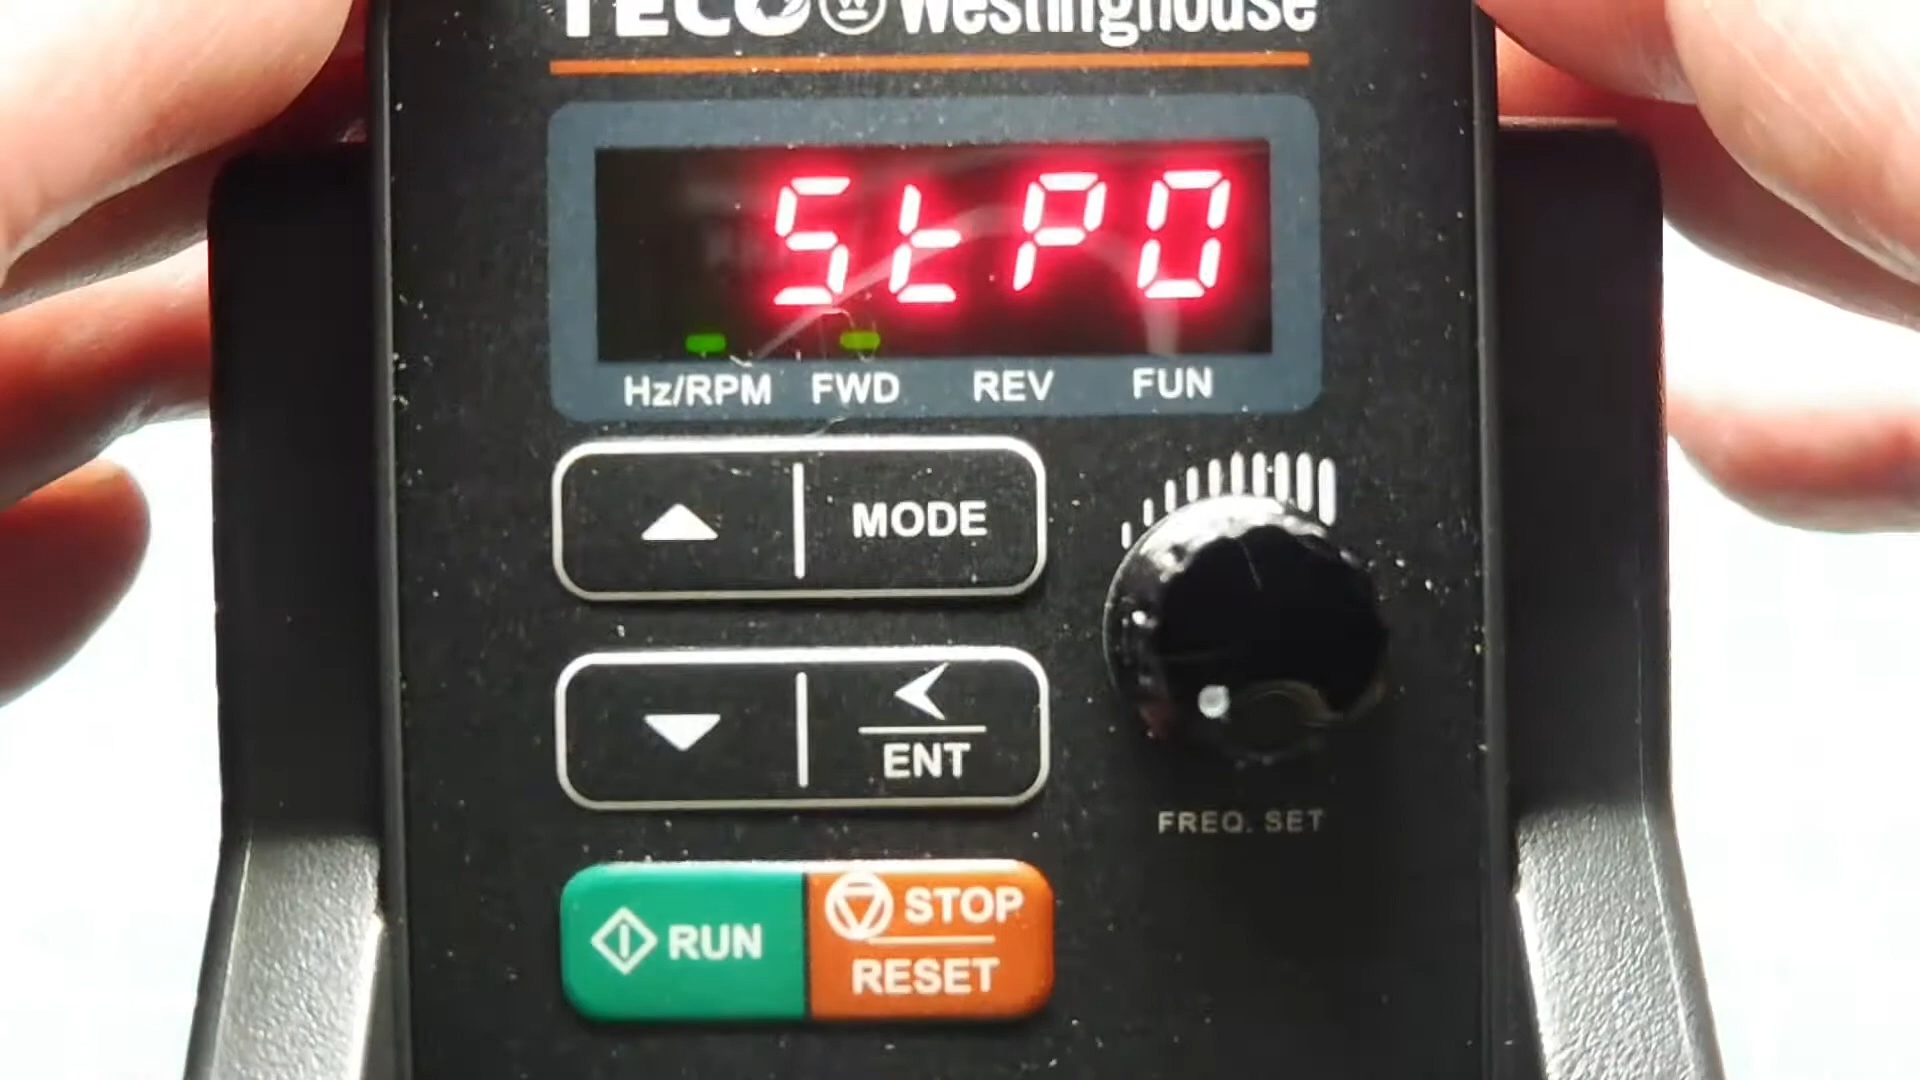 TECO Westinghouse
StP0
Hz/RPM FWD REV FUN
MODE
ENT
FREQ. SET
RUN
STOP
RESET